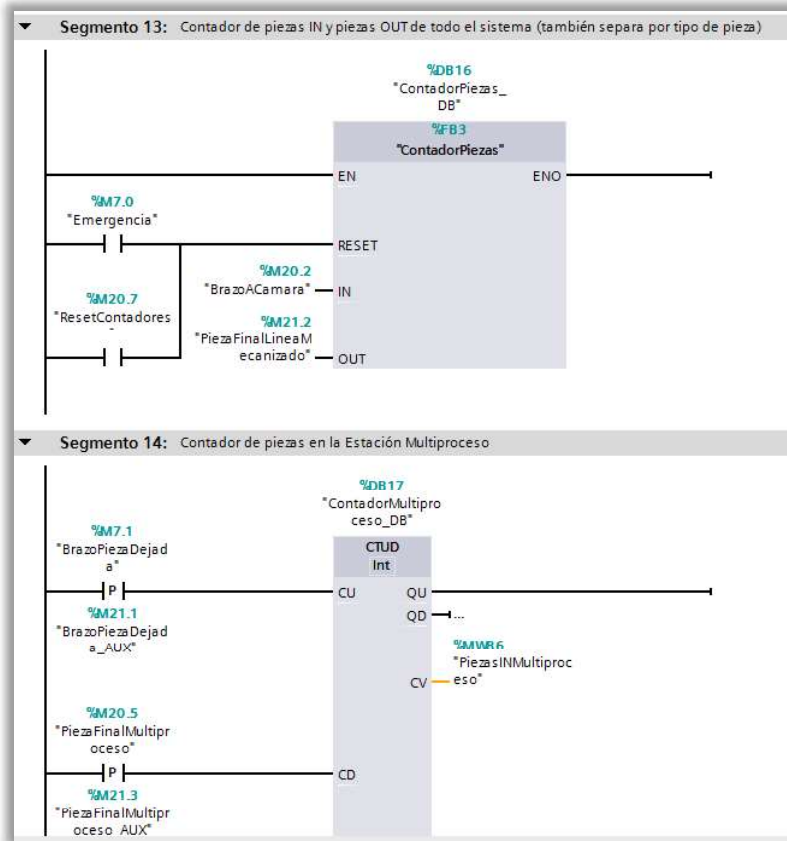 Segmento 13: Contador de piezas IN y piezas OUT de todo el sistema (también separa por tipo de pieza)
%DB16
"ContadorPiezas_
DB"
%FB3
"ContadorPiezas"
EN
ENO
%M7.0
"Emergencia"
RESET
%M20.7
"ResetContadores
"
%M20.2
"BrazoACamara"
IN
%M21.2
"PiezaFinalLineaM
ecanizado"
OUT
Segmento 14: Contador de piezas en la Estación Multiproceso
%DB17
"ContadorMultipro
ceso_DB"
CTUD
Int
%M7.1
"BrazoPiezaDejad
a"
P
%M21.1
"BrazoPiezaDejad
a_AUX"
CU
QU
QD
...
"PiezasINMultiproc
eso"
CV
%M20.5
"PiezaFinalMultipr
oceso"
P
%M21.3
"PiezaFinalMultipr
oceso_AUX"
CD